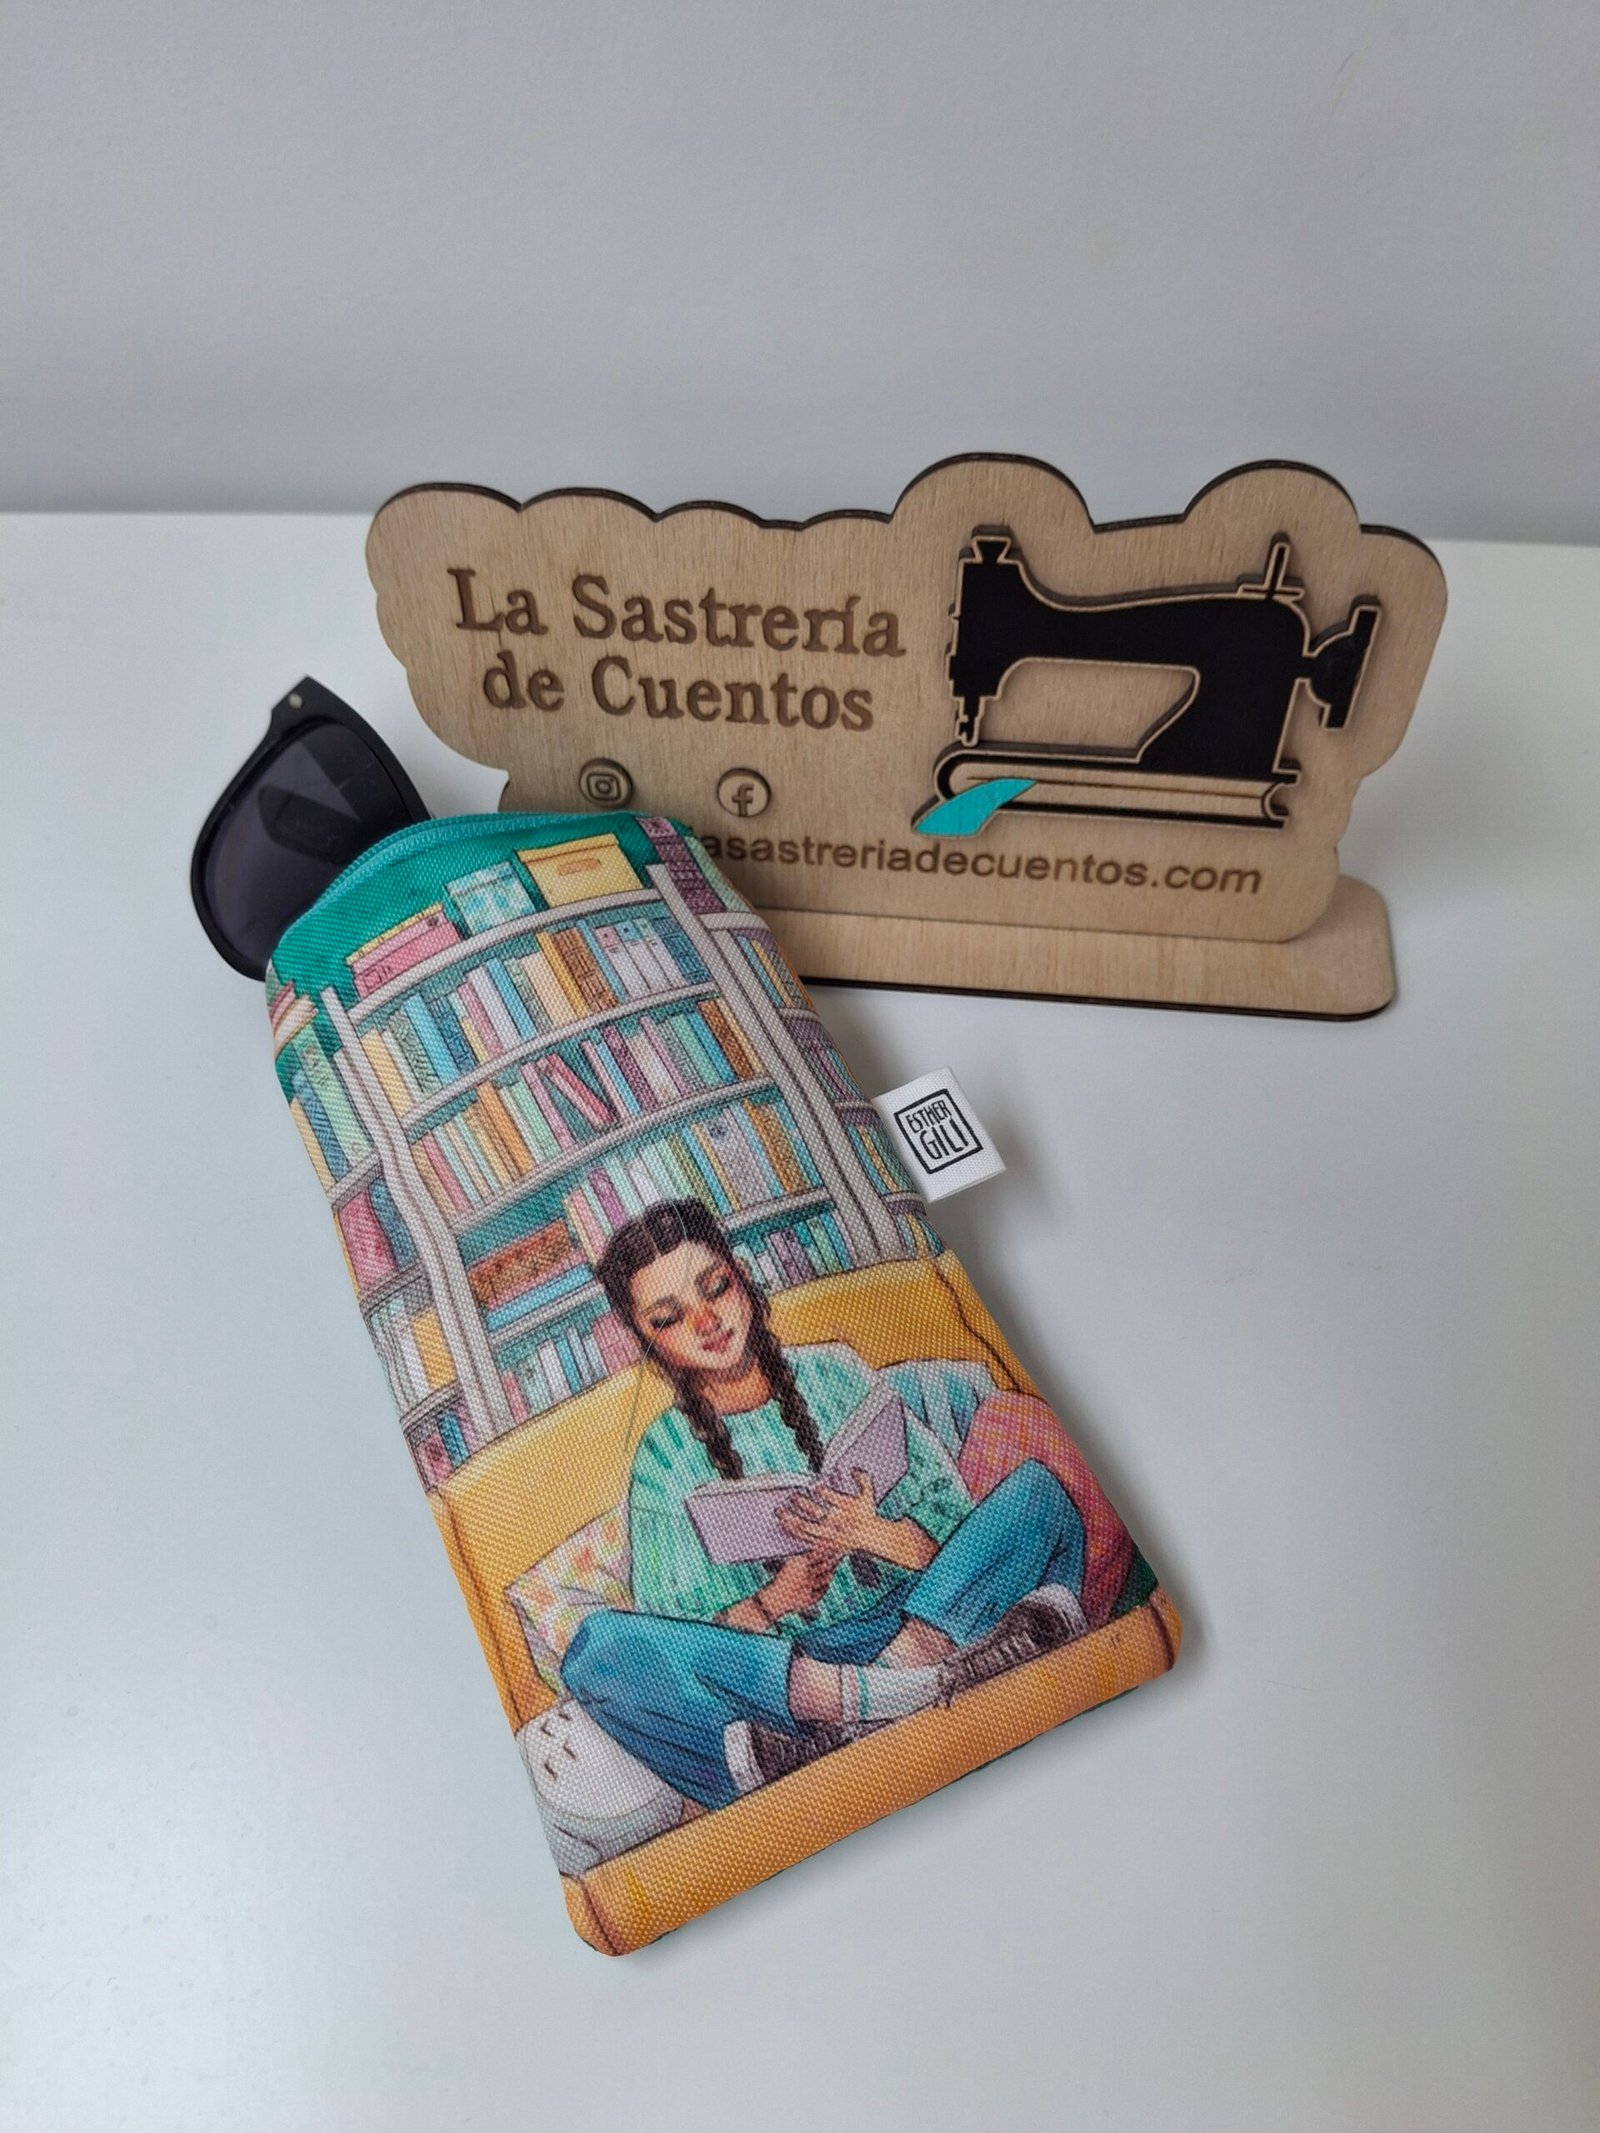 La Sastrería
de Cuentos
asastreriadecuentos.com
ESTHER
GILI